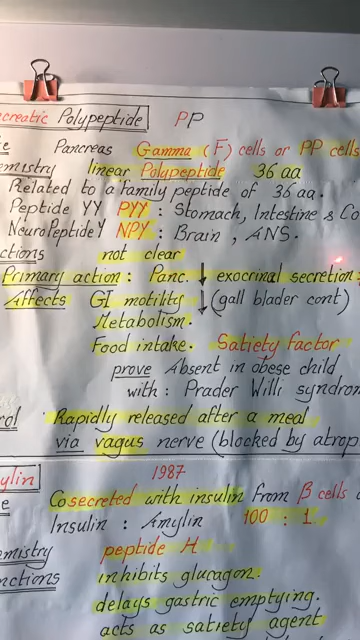 creatic Polypeptide PP
Pancreas Gamma (F) cells or PP cells
emistry linear Polypeptide 36 aa
Related to a family peptide of 36 aa.
Peptide YY PYY : Stomach, Intestine & Co
NeuroPeptide Y NPY : Brain, ANS.
ctions not clear
Primary action : Panc. ↓ exocrinal secretion:
Affects GI motility ↓ (gall blader cont)
Metabolism.
Food intake. Satiety factor
prove Absent in obese child
with : Prader Willi syndrom
rol Rapidly released after a meal
via vagus nerve (blocked by atrop
ylin 1987
Cosecreted with insulin from β cells
Insulin : Amylin 100 : 1.
emistry peptide H
nctions inhibits glucagon.
delays gastric emptying.
acts as satiety agent